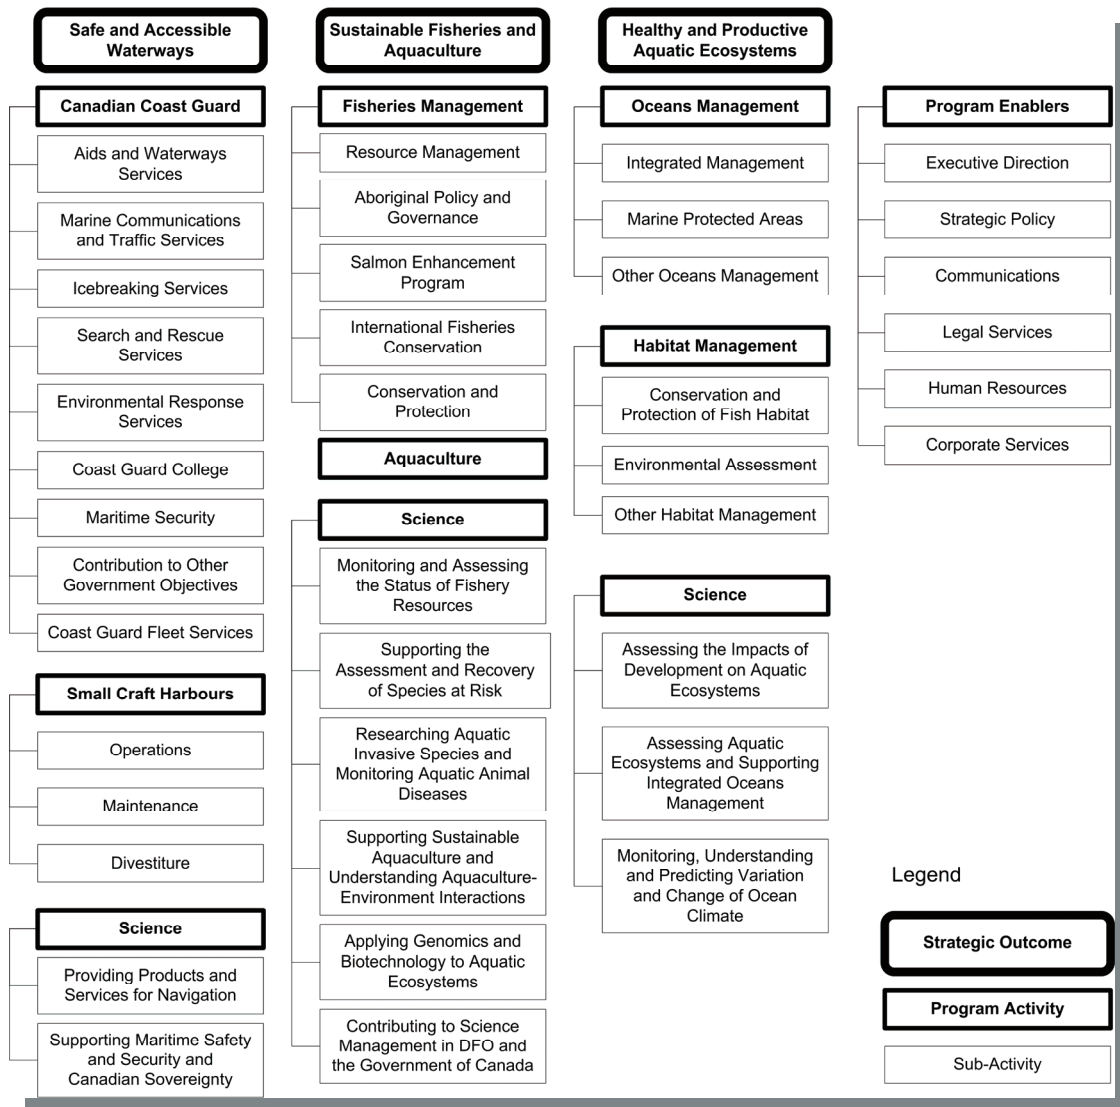 Safe and Accessible
Waterways
Canadian Coast Guard
Aids and Waterways
Services
Marine Communications
and Traffic Services
Icebreaking Services
Search and Rescue
Services
Environmental Response
Services
Coast Guard College
Maritime Security
Contribution to Other
Government Objectives
Coast Guard Fleet Services
Small Craft Harbours
Operations
Maintenance
Divestiture
Science
Providing Products and
Services for Navigation
Supporting Maritime Safety
and Security and
Canadian Sovereignty
Sustainable Fisheries and
Aquaculture
Fisheries Management
Resource Management
Aboriginal Policy and
Governance
Salmon Enhancement
Program
International Fisheries
Conservation
Conservation and
Protection
Aquaculture
Science
Monitoring and Assessing
the Status of Fishery
Resources
Supporting the
Assessment and Recovery
of Species at Risk
Researching Aquatic
Invasive Species and
Monitoring Aquatic Animal
Diseases
Supporting Sustainable
Aquaculture and
Understanding Aquaculture-
Environment Interactions
Applying Genomics and
Biotechnology to Aquatic
Ecosystems
Contributing to Science
Management in DFO and
the Government of Canada
Healthy and Productive
Aquatic Ecosystems
Oceans Management
Integrated Management
Marine Protected Areas
Other Oceans Management
Habitat Management
Conservation and
Protection of Fish Habitat
Environmental Assessment
Other Habitat Management
Science
Assessing the Impacts of
Development on Aquatic
Ecosystems
Assessing Aquatic
Ecosystems and Supporting
Integrated Oceans
Management
Monitoring, Understanding
and Predicting Variation
and Change of Ocean
Climate
Program Enablers
Executive Direction
Strategic Policy
Communications
Legal Services
Human Resources
Corporate Services
Legend
Strategic Outcome
Program Activity
Sub-Activity